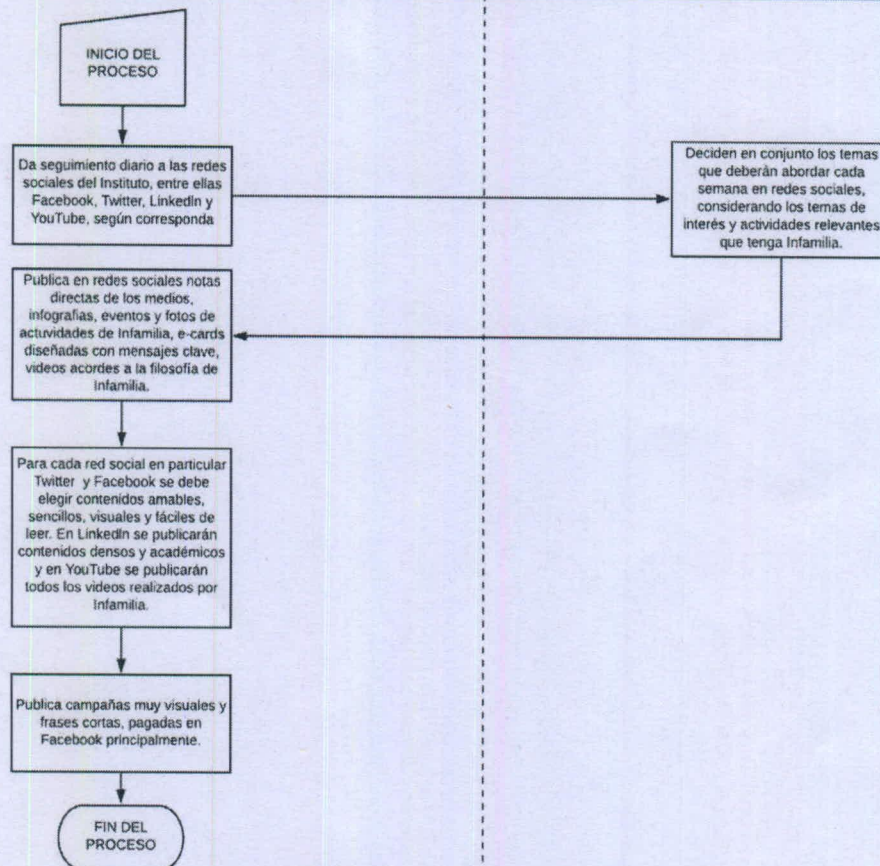 INICIO DEL
PROCESO
Da seguimiento diario a las redes
sociales del Instituto, entre ellas
Facebook, Twitter, LinkedIn y
YouTube, según corresponda
Deciden en conjunto los temas
que deberán abordar cada
semana en redes sociales,
considerando los temas de
interés y actividades relevantes
que tenga Infamilia.
Publica en redes sociales notas
directas de los medios,
infografias, eventos y fotos de
actuvidades de Infamilia, e-cards
diseñadas con mensajes clave,
videos acordes a la filosofía de
Infamilia.
Para cada red social en particular
Twitter y Facebook se debe
elegir contenidos amables,
sencillos, visuales y fáciles de
leer. En LinkedIn se publicarán
contenidos densos y académicos
y en YouTube se publicarán
todos los videos realizados por
Infamilia.
Publica campañas muy visuales y
frases cortas, pagadas en
Facebook principalmente.
FIN DEL
PROCESO